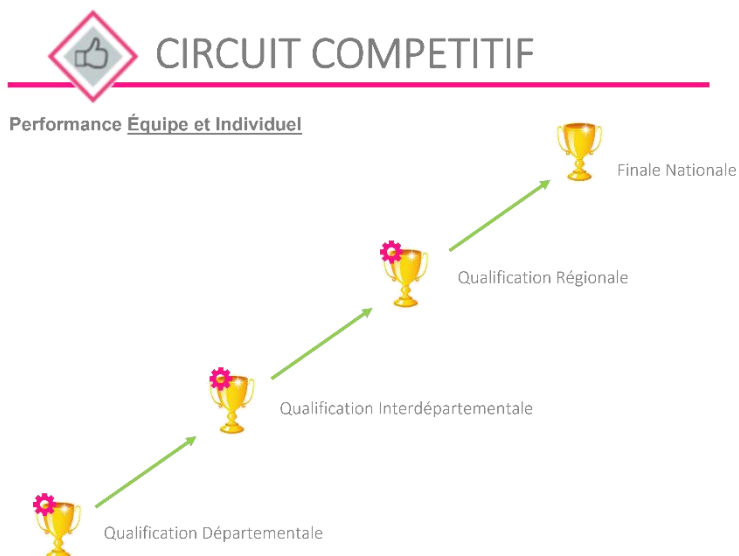 CIRCUIT COMPETITIF
Performance Équipe et Individuel
Finale Nationale
Qualification Régionale
Qualification Interdépartementale
Qualification Départementale